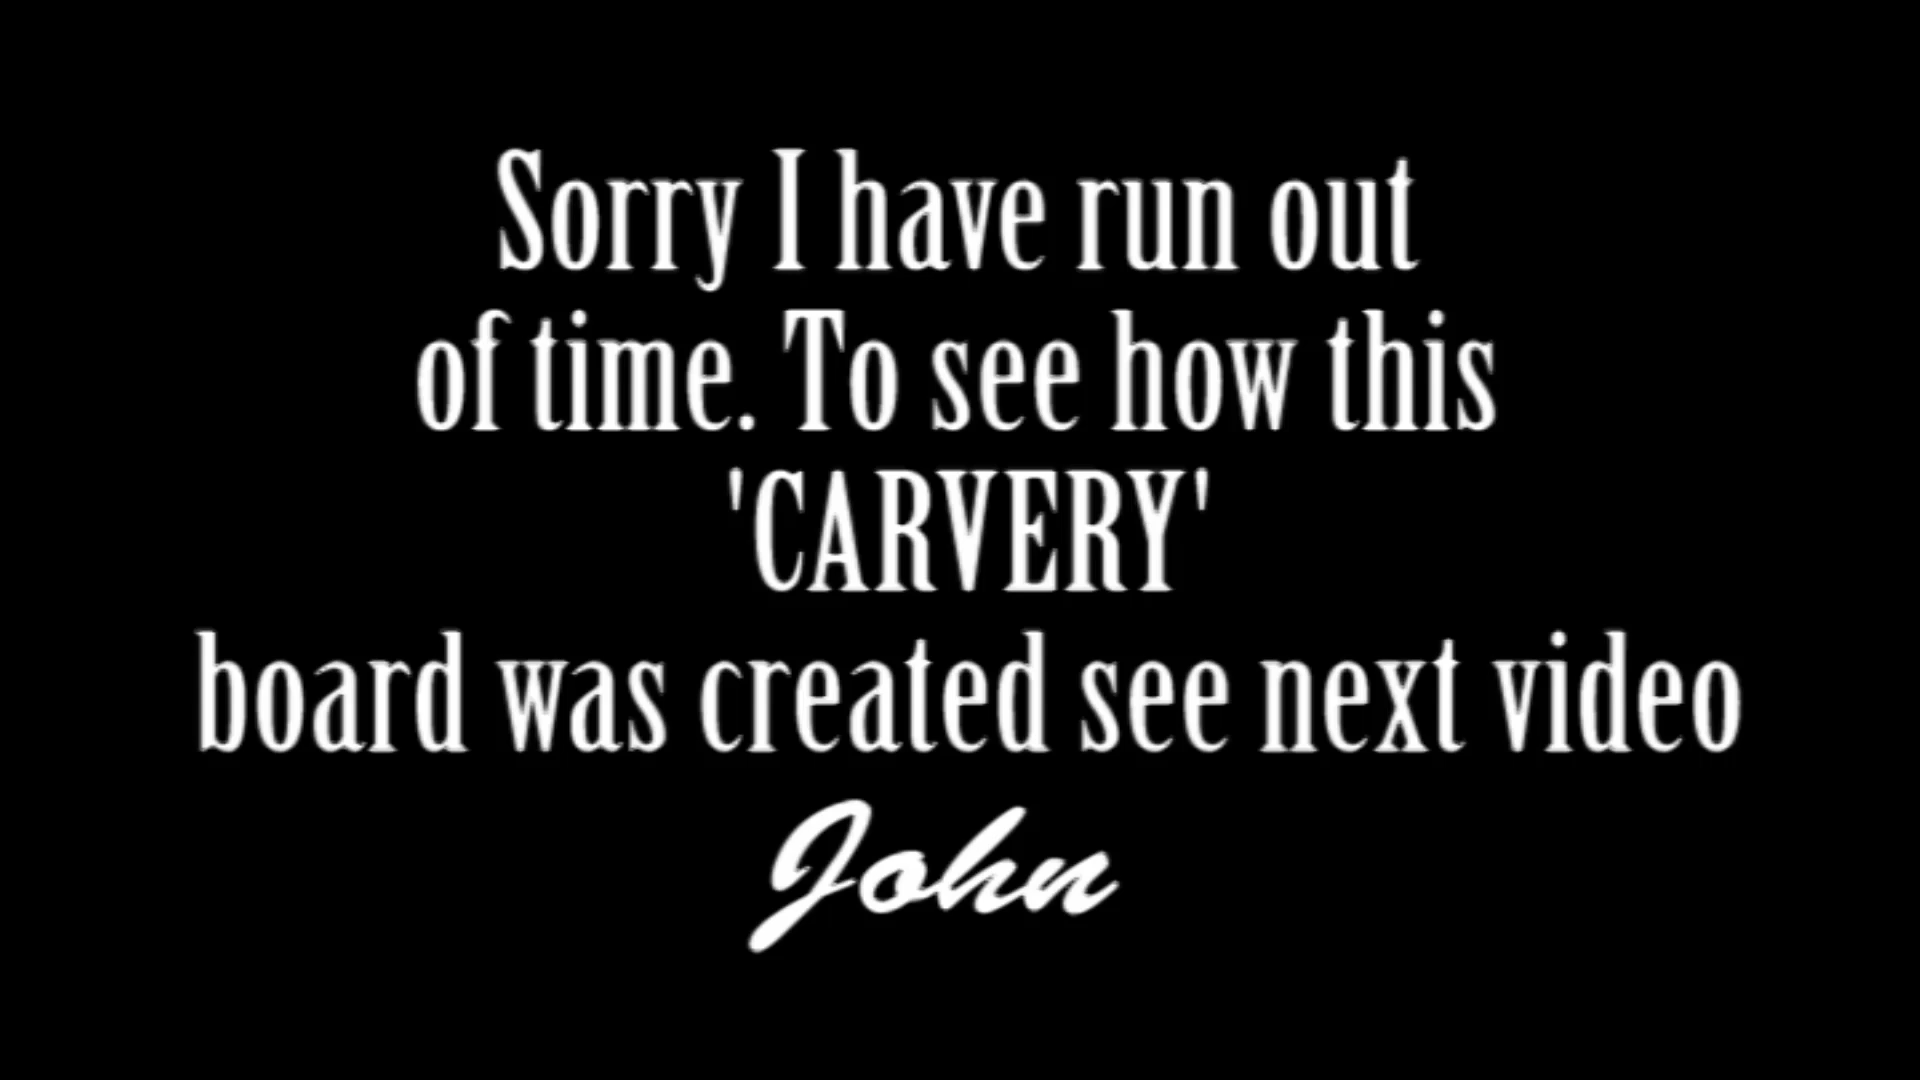 Sorry I have run out
of time. To see how this
'CARVERY'
board was created see next video
John